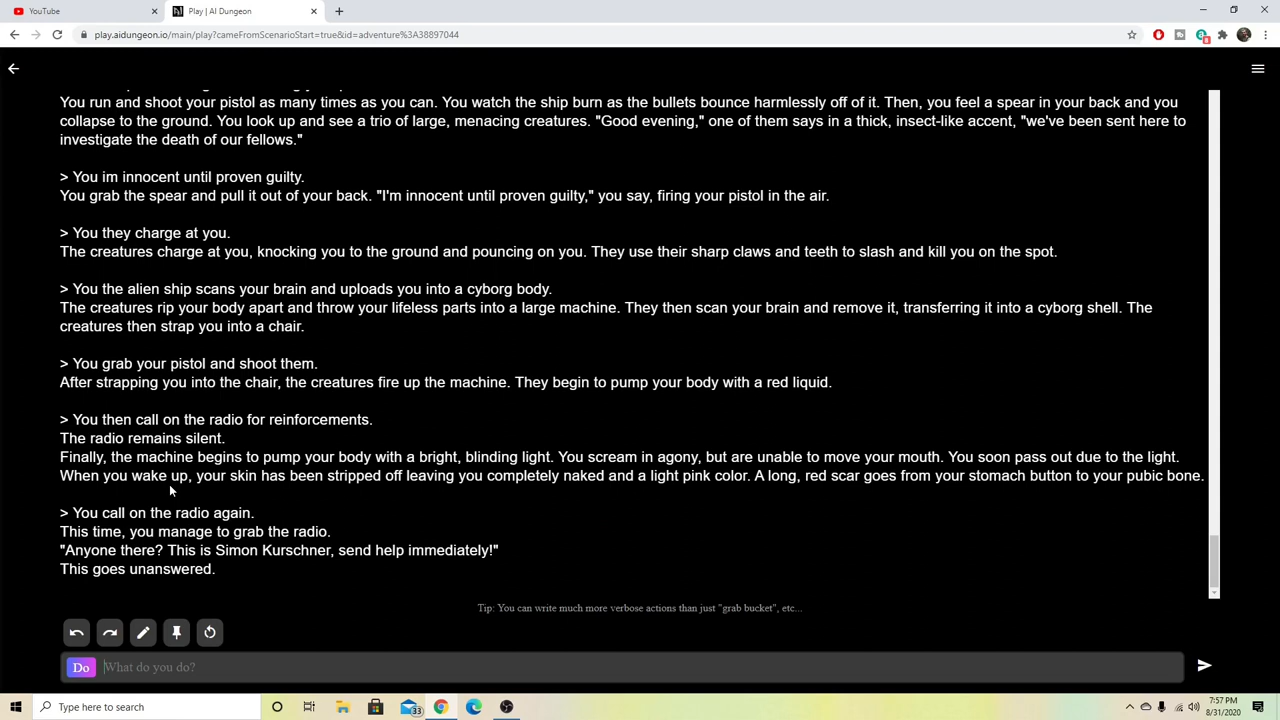 YouTube
Play | AI Dungeon
play.aidungeon.io/main/play?cameFromScenarioStart=true&id=adventure%3A38897044
You run and shoot your pistol as many times as you can. You watch the ship burn as the bullets bounce harmlessly off of it. Then, you feel a spear in your back and you
collapse to the ground. You look up and see a trio of large, menacing creatures. "Good evening," one of them says in a thick, insect-like accent, "we've been sent here to
investigate the death of our fellows."
> You im innocent until proven guilty.
You grab the spear and pull it out of your back. "I'm innocent until proven guilty," you say, firing your pistol in the air.
> You they charge at you.
The creatures charge at you, knocking you to the ground and pouncing on you. They use their sharp claws and teeth to slash and kill you on the spot.
> You the alien ship scans your brain and uploads you into a cyborg body.
The creatures rip your body apart and throw your lifeless parts into a large machine. They then scan your brain and remove it, transferring it into a cyborg shell. The
creatures then strap you into a chair.
> You grab your pistol and shoot them.
After strapping you into the chair, the creatures fire up the machine. They begin to pump your body with a red liquid.
> You then call on the radio for reinforcements.
The radio remains silent.
Finally, the machine begins to pump your body with a bright, blinding light. You scream in agony, but are unable to move your mouth. You soon pass out due to the light.
When you wake up, your skin has been stripped off leaving you completely naked and a light pink color. A long, red scar goes from your stomach button to your pubic bone.
> You call on the radio again.
This time, you manage to grab the radio.
"Anyone there? This is Simon Kurschner, send help immediately!"
This goes unanswered.
Tip: You can write much more verbose actions than just "grab bucket", etc...
Do
What do you do?
Type here to search
33
7:57 PM
8/31/2020